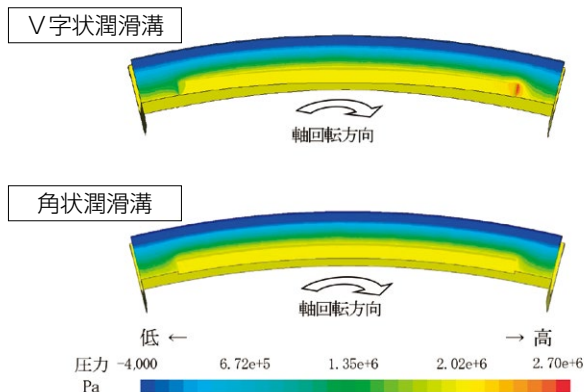 V字状潤滑溝
軸回転方向
角状潤滑溝
軸回転方向
低 ← → 高
圧力 -4,000 6.72e+5 1.35e+6 2.02e+6 2.70e+6
Pa